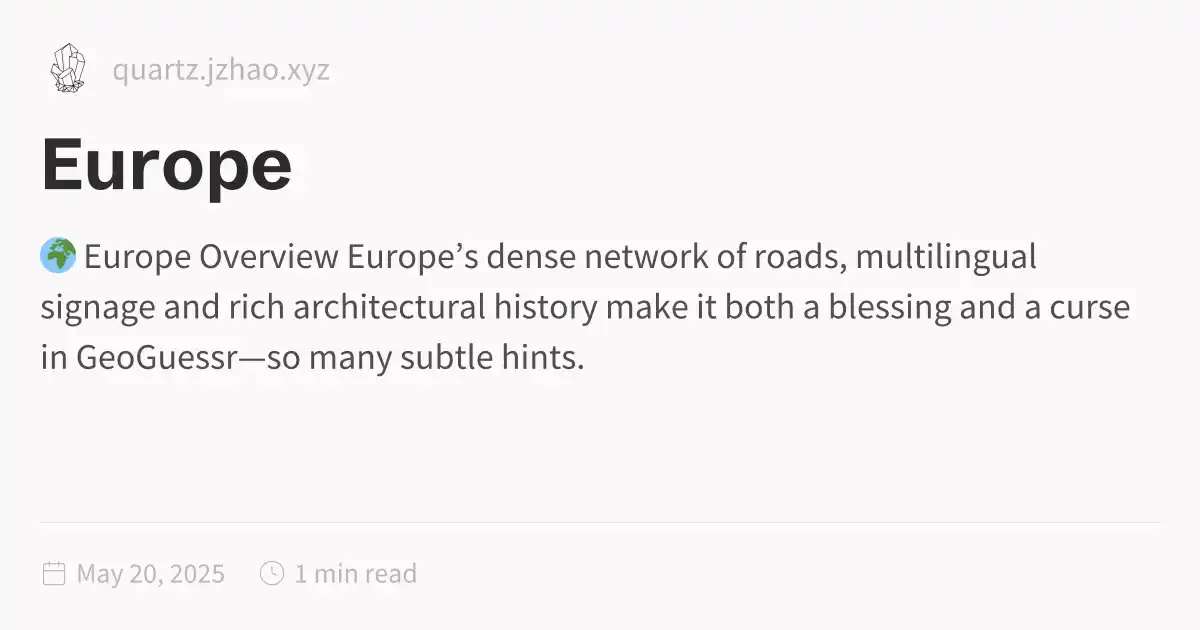 quartz.jzhao.xyz
Europe
🌍 Europe Overview Europe’s dense network of roads, multilingual
signage and rich architectural history make it both a blessing and a curse
in GeoGuessr—so many subtle hints.
May 20, 2025 1 min read